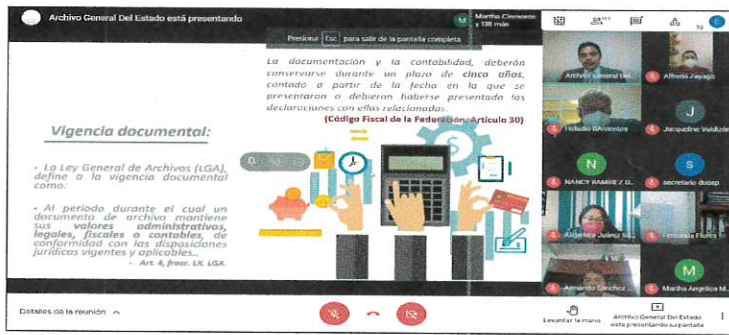 Archivo General Del Estado está presentando
Martha Clemente
y 138 más
Presiona Esc para salir de la pantalla completa
La documentación y la contabilidad, deberán
conservarse durante un plazo de cinco años,
contado a partir de la fecha en la que se
presentaron o debieron haberse presentado las
declaraciones con ellas relacionadas.
(Código Fiscal de la Federación, Artículo 30)
Vigencia documental:
- La Ley General de Archivos (LGA),
define a la vigencia documental
como:
- Al período durante el cual un
documento de archivo mantiene
sus valores administrativos,
legales, fiscales o contables, de
conformidad con las disposiciones
jurídicas vigentes y aplicables..
- Art. 4, fracc. LX. LGA.
Archivo General Del...
Alfredo Zayago
Heladio
Jacqueline
NANCY RAMIREZ
secretario duosp
Alejandra Juárez
Fernanda Flores
Armando Sanchez
Martha Angelica M...
Detalles de la reunión
Levantar la mano
Archivo General Del Estado
está presentando su pantalla